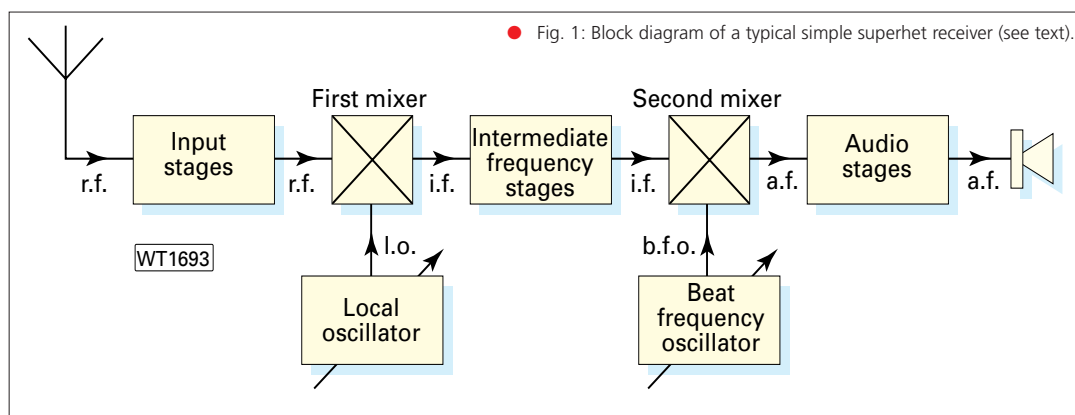 Fig. 1: Block diagram of a typical simple superhet receiver (see text).
First mixer
Second mixer
Input
stages
Intermediate
frequency
stages
Audio
stages
r.f.
r.f.
i.f.
i.f.
a.f.
a.f.
WT1693
l.o.
b.f.o.
Local
oscillator
Beat
frequency
oscillator